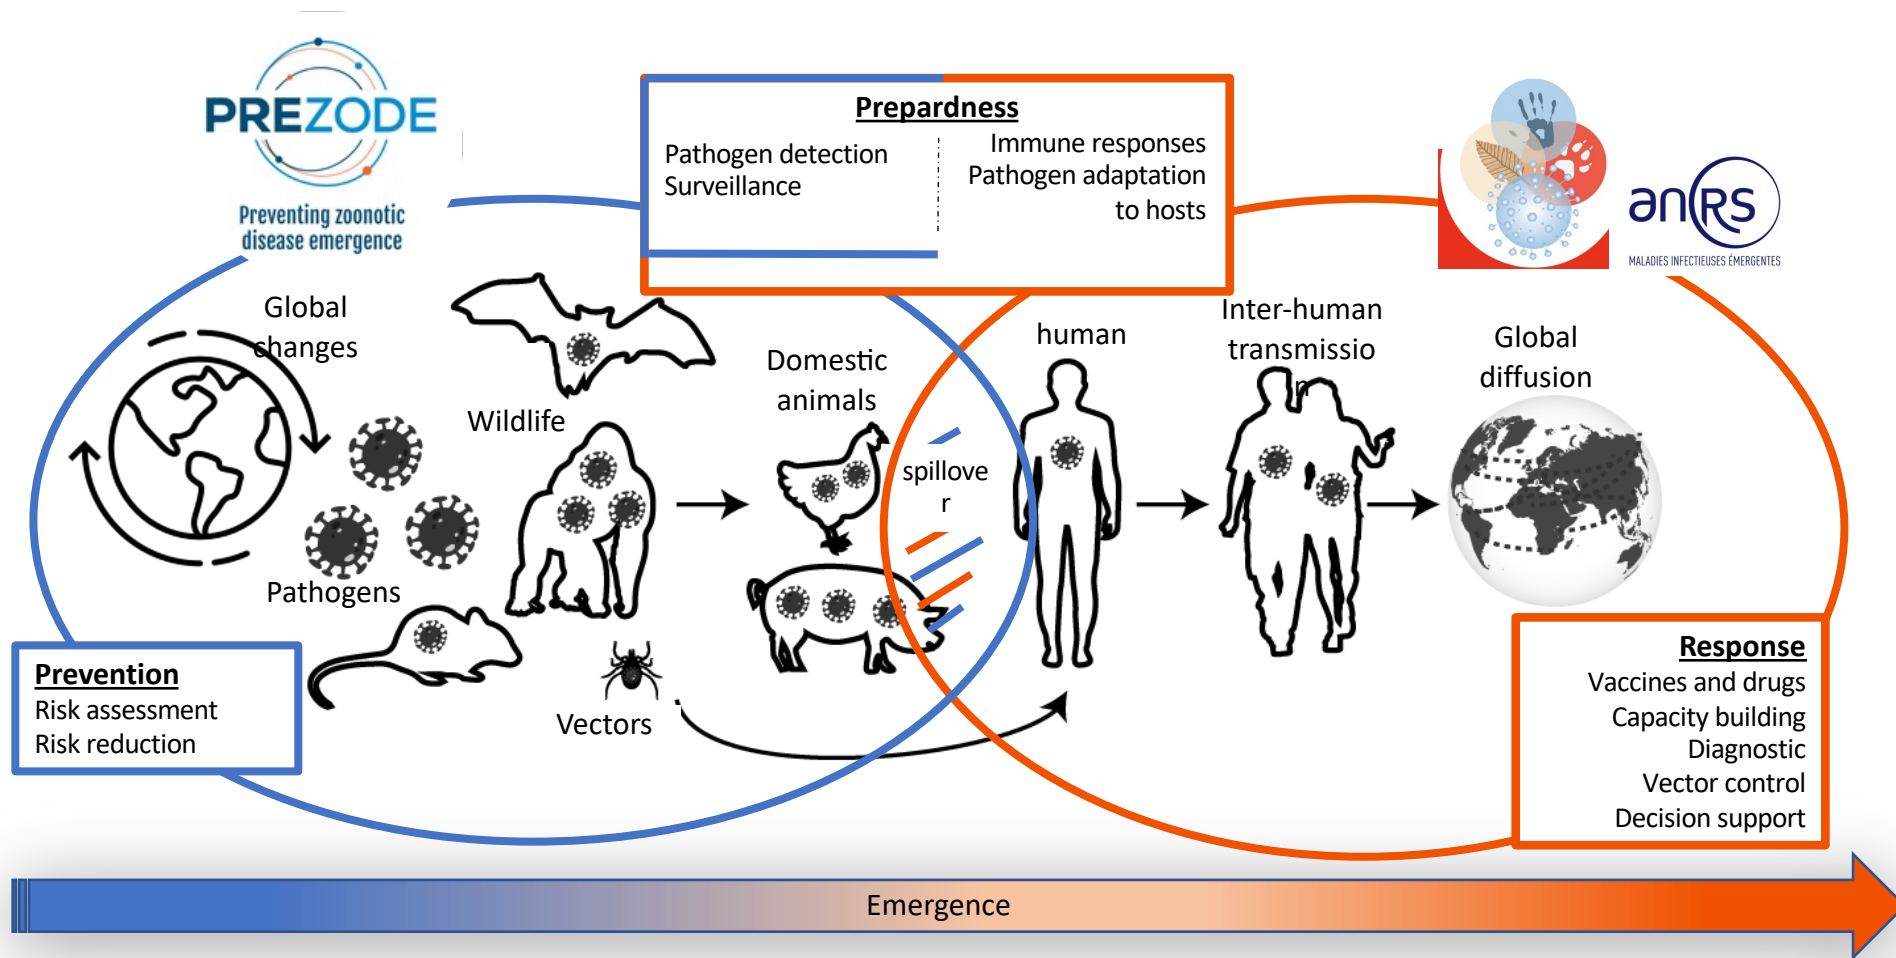 PREZODE
Preventing zoonotic
disease emergence
Prepardness
Pathogen detection
Surveillance
Immune responses
Pathogen adaptation
to hosts
anRS
MALADIES INFECTIEUSES ÉMERGENTES
Global
changes
Pathogens
Wildlife
Vectors
Domestic
animals
spillove
r
human
Inter-human
transmissio
n
Global
diffusion
Prevention
Risk assessment
Risk reduction
Response
Vaccines and drugs
Capacity building
Diagnostic
Vector control
Decision support
Emergence